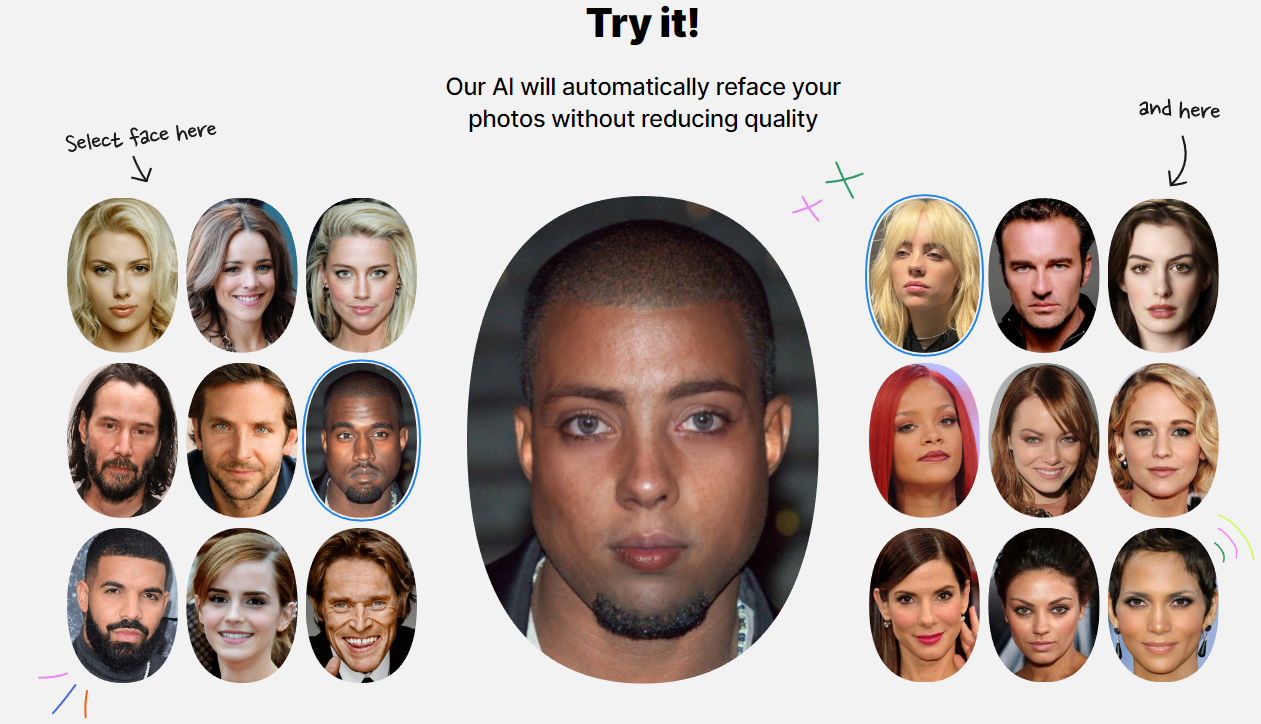 Try it!
Our AI will automatically reface your
photos without reducing quality
Select face here
and here